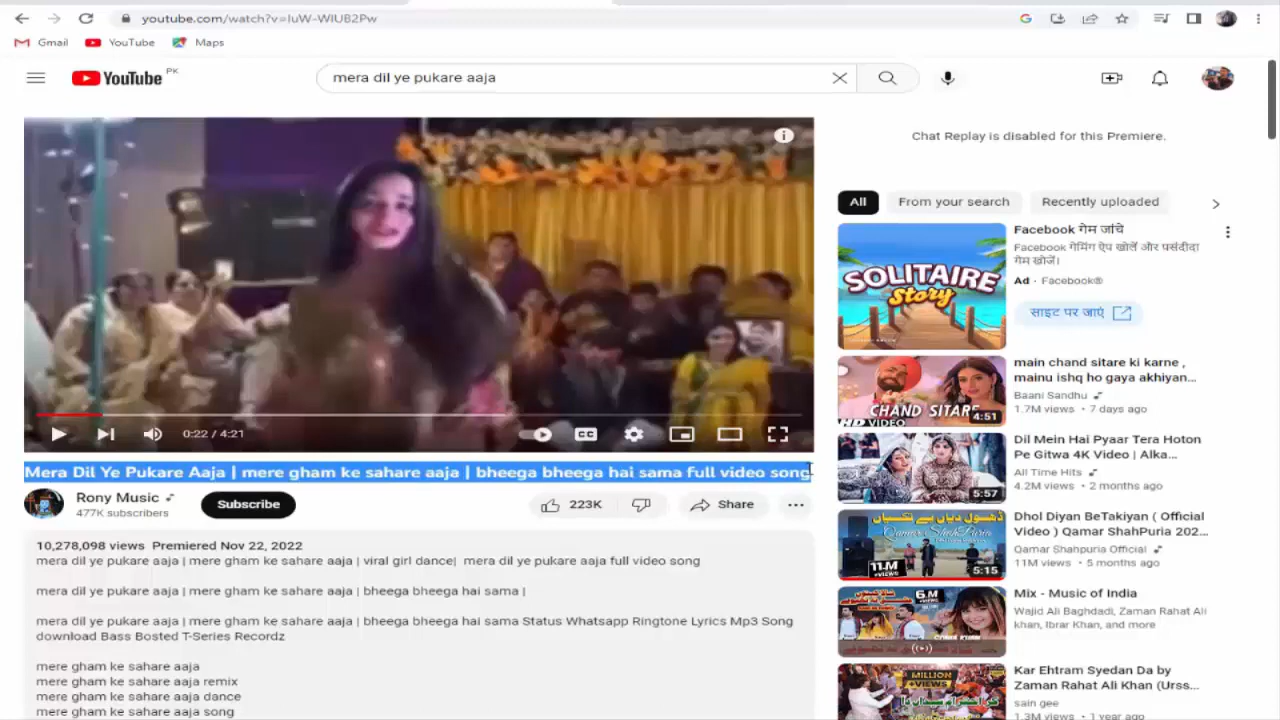 youtube.com/watch?v=luW-WIUB2Pw
Gmail YouTube Maps
YouTube PK
mera dil ye pukare aaja
Chat Replay is disabled for this Premiere.
All From your search Recently uploaded
0:22 / 4:21
CC
Mera Dil Ye Pukare Aaja | mere gham ke sahare aaja | bheega bheega hai sama full video song
Rony Music
477K subscribers
Subscribe
223K
Share
10,278,098 views Premiered Nov 22, 2022
mera dil ye pukare aaja | mere gham ke sahare aaja | viral girl dance| mera dil ye pukare aaja full video song
mera dil ye pukare aaja | mere gham ke sahare aaja | bheega bheega hai sama |
mera dil ye pukare aaja | mere gham ke sahare aaja | bheega bheega hai sama Status Whatsapp Ringtone Lyrics Mp3 Song
download Bass Bosted T-Series Recordz
mere gham ke sahare aaja
mere gham ke sahare aaja remix
mere gham ke sahare aaja dance
mere gham ke sahare aaja song
SOLITAIRE
Story
Facebook गेम जांचे
Facebook गेमिंग ऐप खोलें और पसंदीदा
गेम खोजें।
Ad · Facebook®
साइट पर जाएं
CHAND SITARE
HD VIDEO
4:51
main chand sitare ki karne ,
mainu ishq ho gaya akhiyan...
Baani Sandhu
1.7M views • 7 days ago
5:57
Dil Mein Hai Pyaar Tera Hoton
Pe Gitwa 4K Video | Alka...
All Time Hits
4.2M views • 2 months ago
11M
+VIEWS
5:15
Dhol Diyan BeTakiyan ( Official
Video ) Qamar ShahPuria 202...
Qamar Shahpuria Official
11M views • 5 months ago
6.M
+VIEWS
Mix - Music of India
Wajid Ali Baghdadi, Zaman Rahat Ali
khan, Ibrar Khan, and more
MILLION
+VIEWS
Kar Ehtram Syedan Da by
Zaman Rahat Ali Khan (Urss...
sain gee
1.3M views • 1 year ago